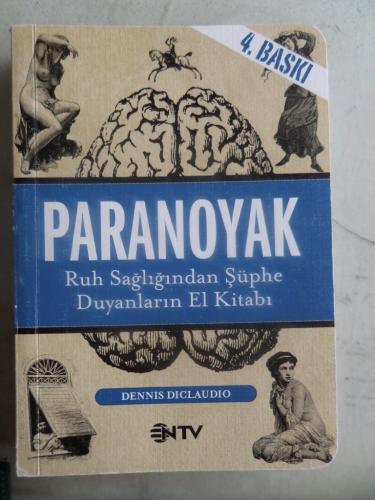 4. BASKI
PARANOYAK
Ruh Sağlığından Şüphe
Duyanların El Kitabı
DENNIS DICLAUDIO
NTV